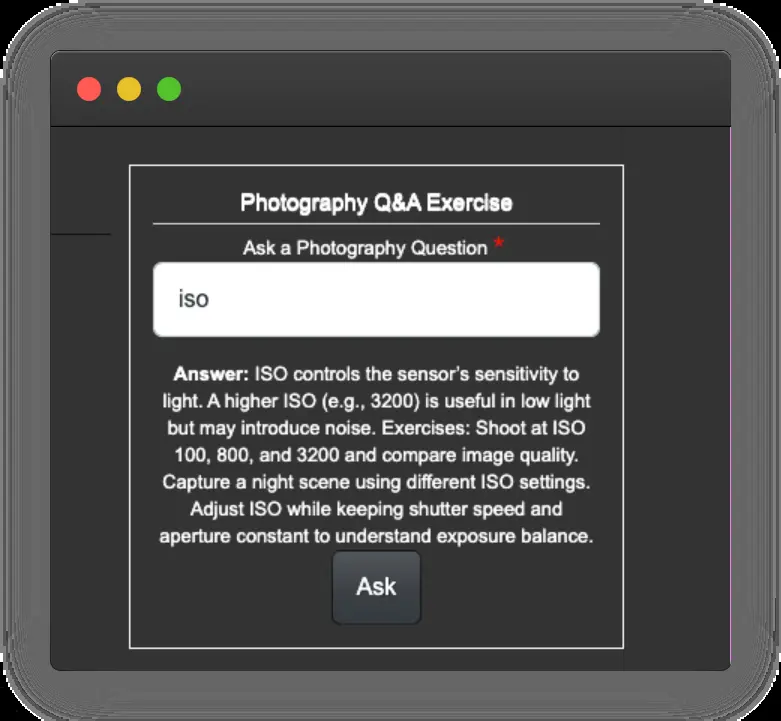 Photography Q&A Exercise
Ask a Photography Question *
iso
Answer: ISO controls the sensor's sensitivity to
light. A higher ISO (e.g., 3200) is useful in low light
but may introduce noise. Exercises: Shoot at ISO
100, 800, and 3200 and compare image quality.
Capture a night scene using different ISO settings.
Adjust ISO while keeping shutter speed and
aperture constant to understand exposure balance.
Ask